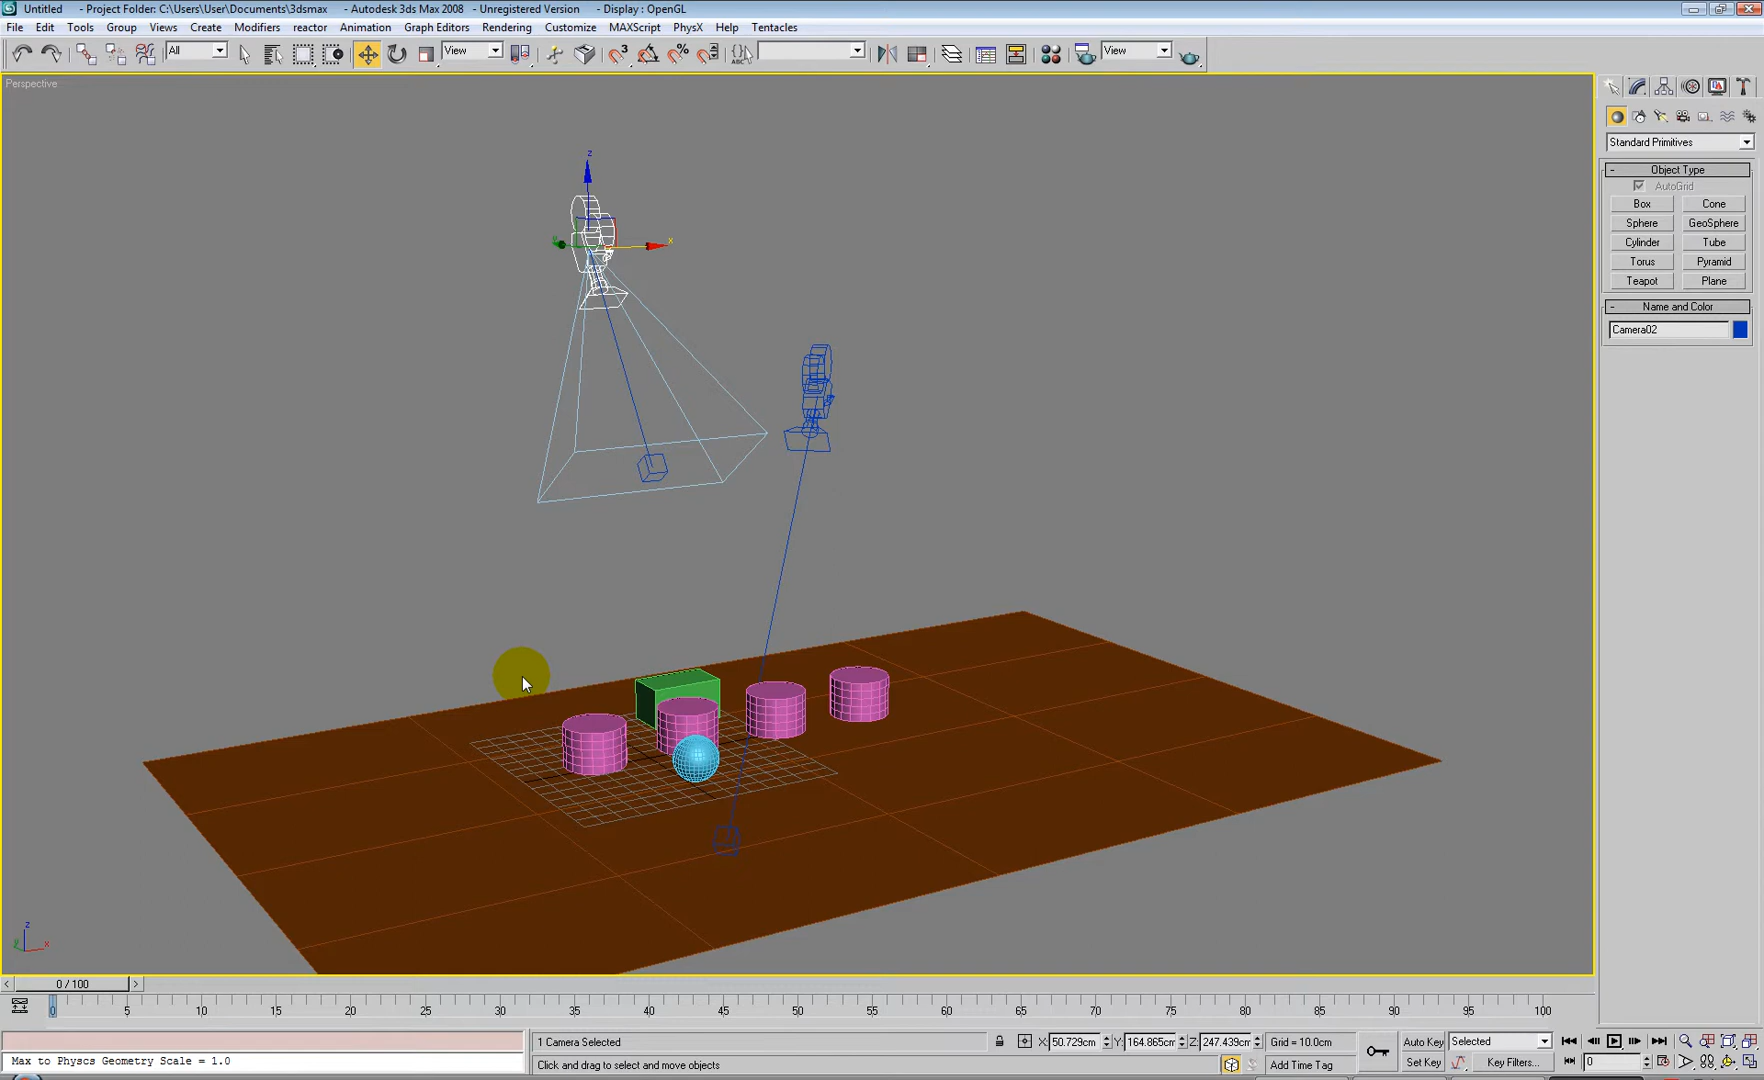 Untitled - Project Folder: C:\Users\User\Documents\3dsmax - Autodesk 3ds Max 2008 - Unregistered Version - Display : OpenGL
File Edit Tools Group Views Create Modifiers reactor Animation Graph Editors Rendering Customize MAXScript PhysX Help Tentacles
All View View
Perspective
z
x
Standard Primitives
- Object Type
AutoGrid
Box Cone
Sphere GeoSphere
Cylinder Tube
Torus Pyramid
Teapot Plane
- Name and Color
Camera02
z
x
< 0 / 100 >
0 5 10 15 20 25 30 35 40 45 50 55 60 65 70 75 80 85 90 95 100
1 Camera Selected X: 50.729cm Y: 164.865cm Z: 247.439cm Grid = 10.0cm Auto Key Selected
Max to Physcs Geometry Scale = 1.0 Click and drag to select and move objects Add Time Tag Set Key Key Filters... 0